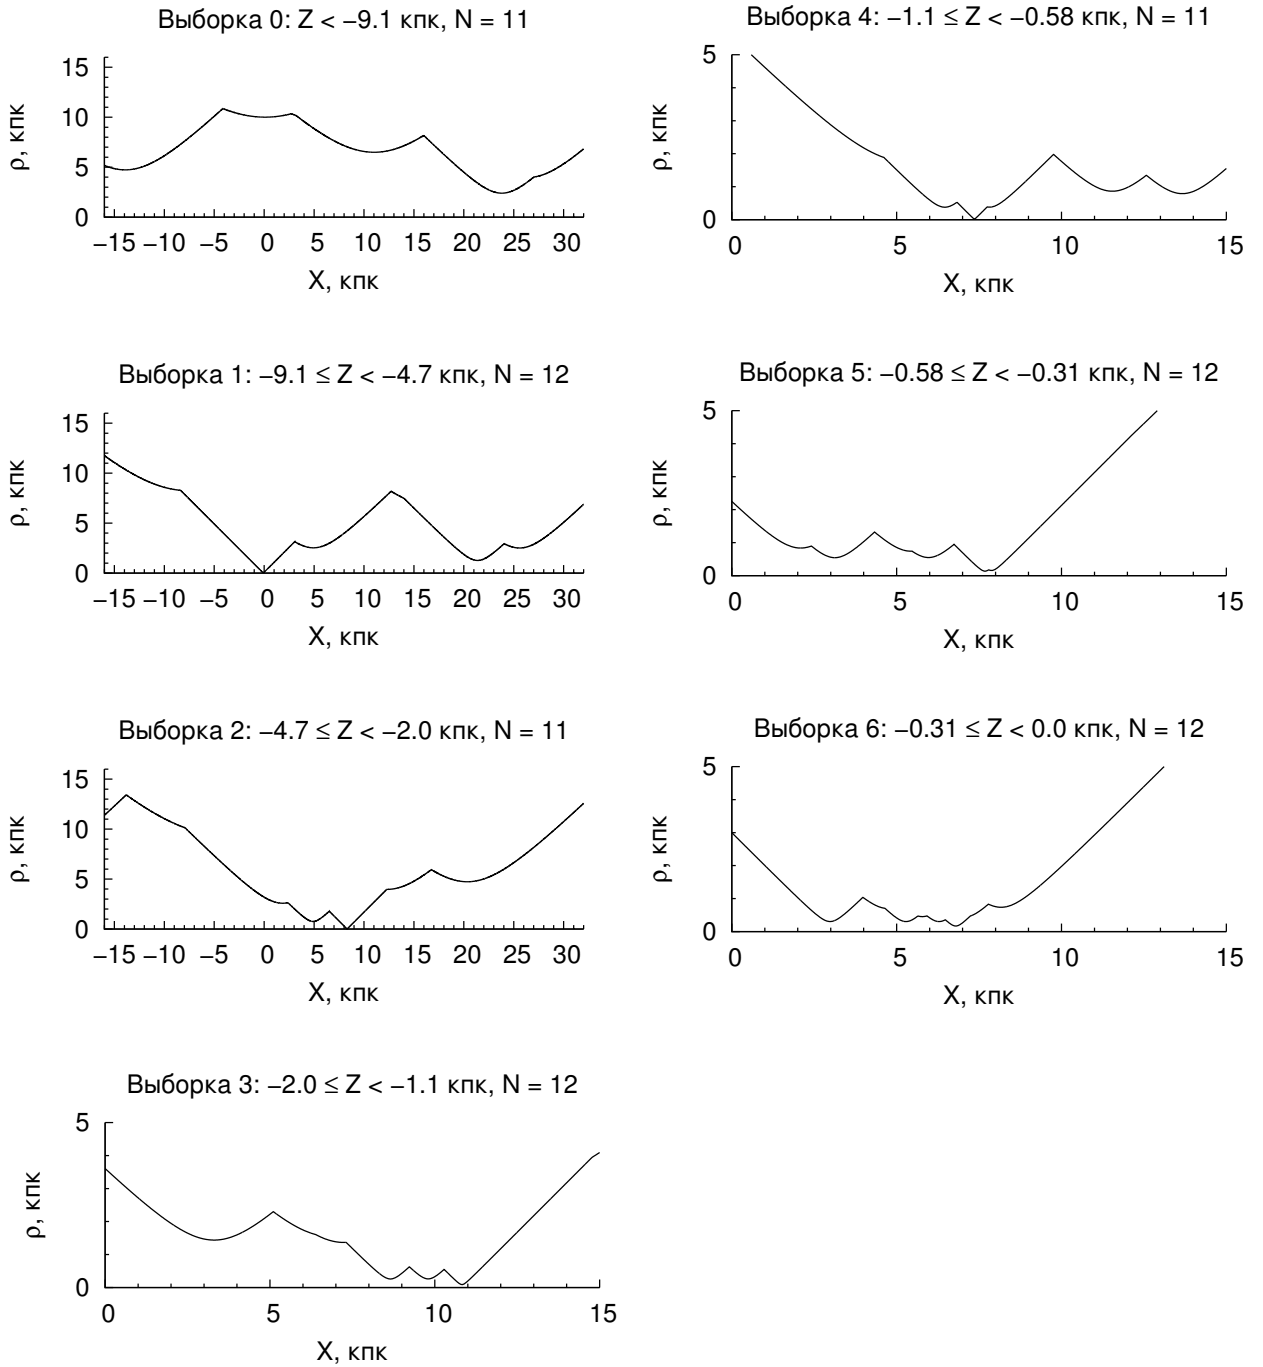 Выборка 0: Z < −9.1 кпк, N = 11
ρ, кпк
15
10
5
0
−15 −10 −5 0 5 10 15 20 25 30
X, кпк
Выборка 1: −9.1 ≤ Z < −4.7 кпк, N = 12
ρ, кпк
15
10
5
0
−15 −10 −5 0 5 10 15 20 25 30
X, кпк
Выборка 2: −4.7 ≤ Z < −2.0 кпк, N = 11
ρ, кпк
15
10
5
0
−15 −10 −5 0 5 10 15 20 25 30
X, кпк
Выборка 3: −2.0 ≤ Z < −1.1 кпк, N = 12
ρ, кпк
5
0
0 5 10 15
X, кпк
Выборка 4: −1.1 ≤ Z < −0.58 кпк, N = 11
ρ, кпк
5
0
0 5 10 15
X, кпк
Выборка 5: −0.58 ≤ Z < −0.31 кпк, N = 12
ρ, кпк
5
0
0 5 10 15
X, кпк
Выборка 6: −0.31 ≤ Z < 0.0 кпк, N = 12
ρ, кпк
5
0
0 5 10 15
X, кпк